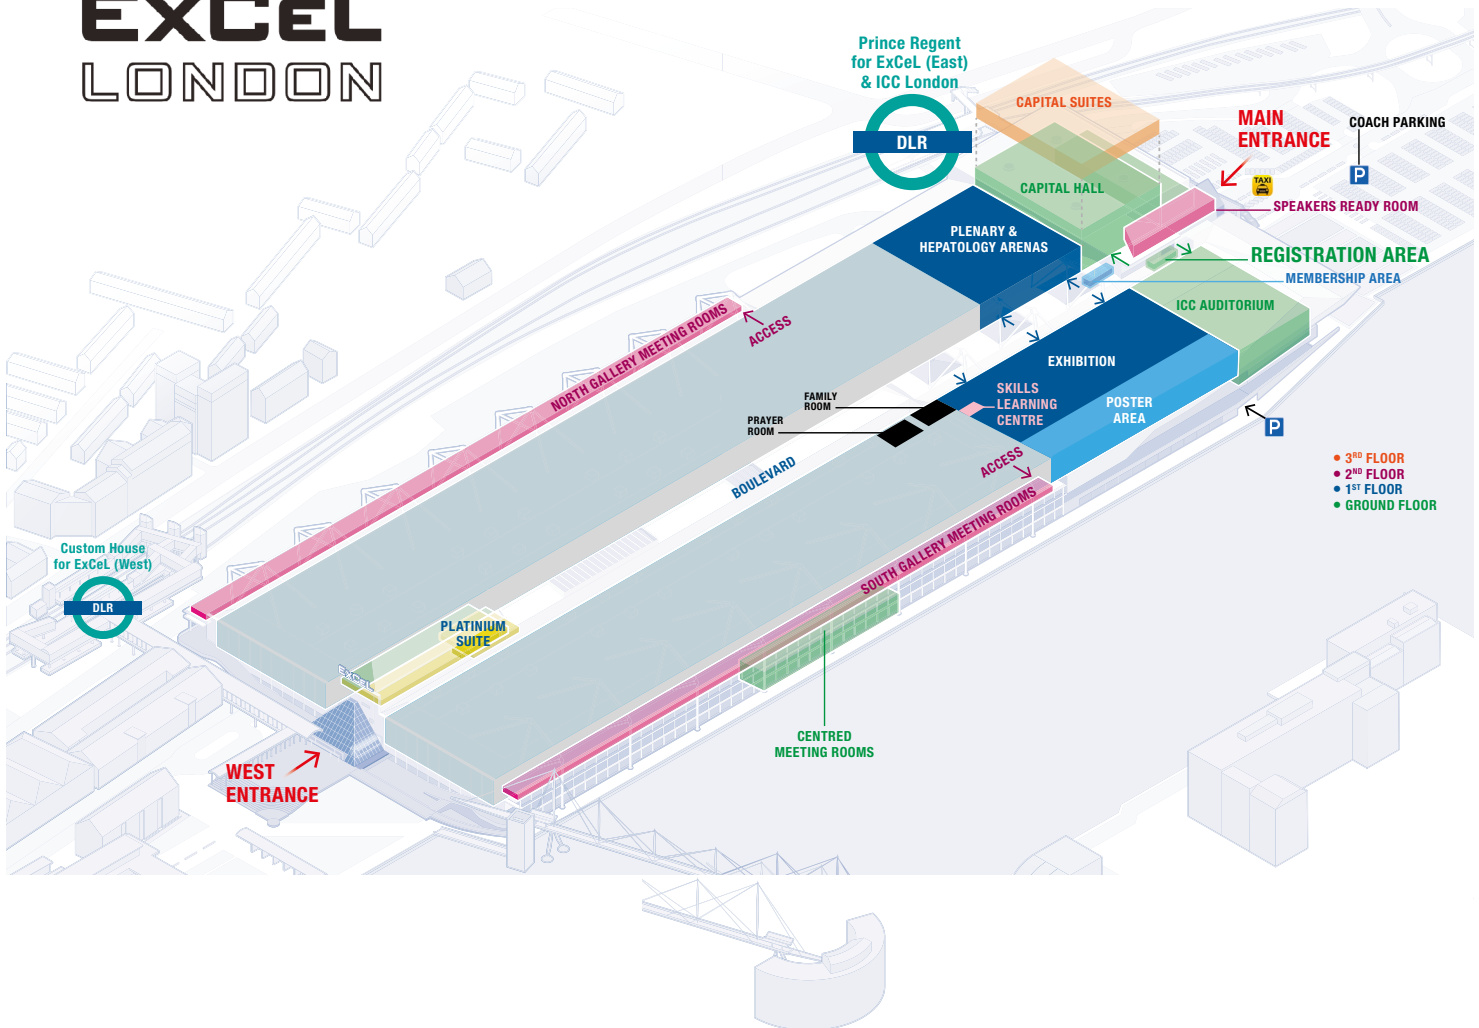 EXCEL
LONDON
Prince Regent
for ExCeL (East)
& ICC London
DLR
CAPITAL SUITES
MAIN
ENTRANCE
COACH PARKING
P
TAXI
CAPITAL HALL
SPEAKERS READY ROOM
PLENARY &
HEPATOLOGY ARENAS
REGISTRATION AREA
MEMBERSHIP AREA
ICC AUDITORIUM
NORTH GALLERY MEETING ROOMS
ACCESS
EXHIBITION
SKILLS
LEARNING
CENTRE
FAMILY
ROOM
POSTER
AREA
PRAYER
ROOM
P
BOULEVARD
ACCESS
SOUTH GALLERY MEETING ROOMS
• 3RD FLOOR
• 2ND FLOOR
• 1ST FLOOR
• GROUND FLOOR
Custom House
for ExCeL (West)
DLR
PLATINIUM
SUITE
EXCEL
CENTRED
MEETING ROOMS
WEST
ENTRANCE